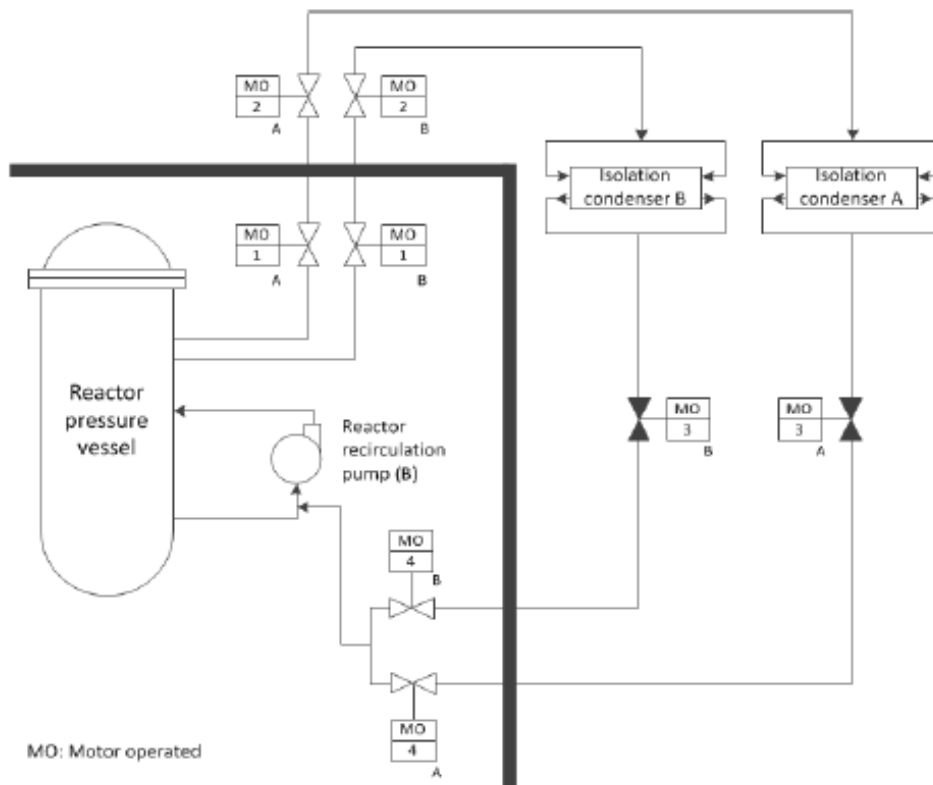 MO
2
A
MO
2
B
Isolation
condenser B
Isolation
condenser A
MO
1
A
MO
1
B
Reactor
pressure
vessel
Reactor
recirculation
pump (B)
MO
3
B
MO
3
A
MO
4
B
MO
4
A
MO: Motor operated